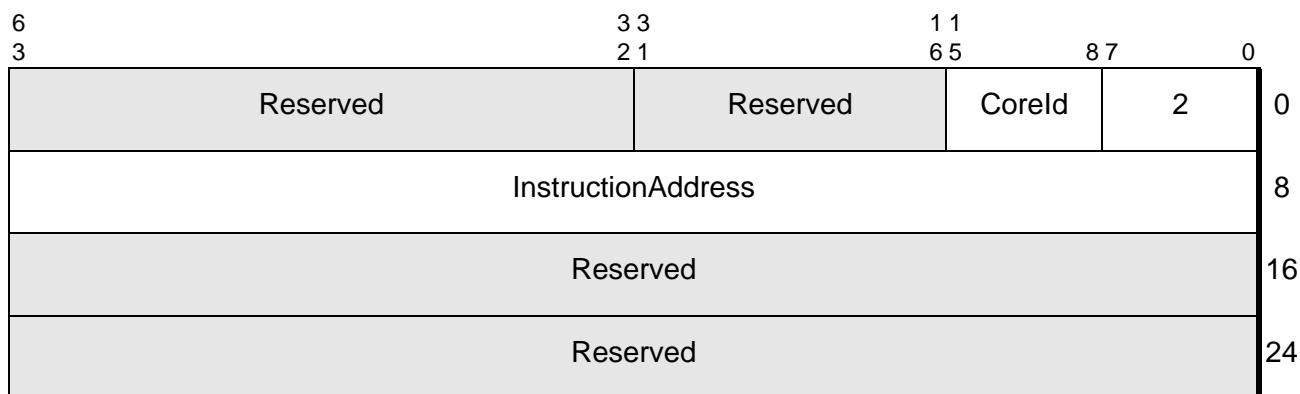 6 3 3 1 1
3 2 1 6 5 8 7 0
Reserved Reserved CoreId 2 0
InstructionAddress 8
Reserved 16
Reserved 24